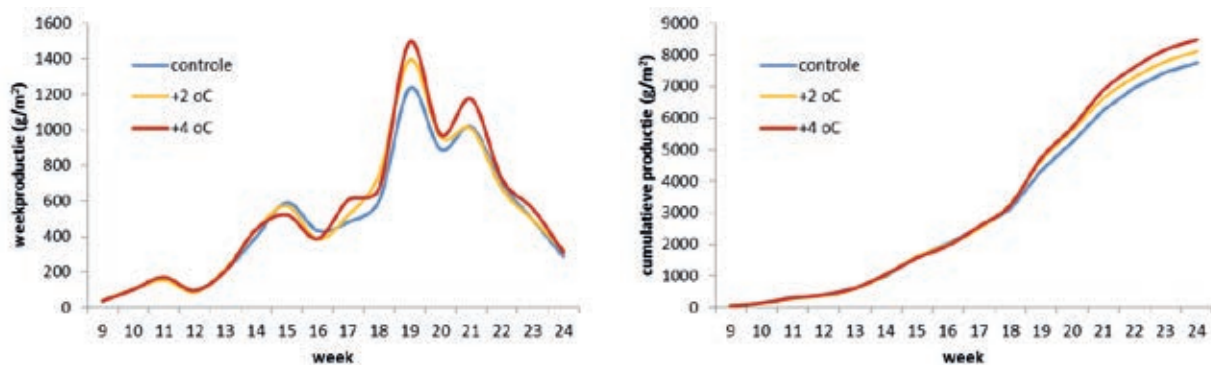 weekproductie (g/m²)
1600
1400
1200
1000
800
600
400
200
0
controle
+2 oC
+4 oC
9 10 11 12 13 14 15 16 17 18 19 20 21 22 23 24
week
cumulatieve productie (g/m²)
9000
8000
7000
6000
5000
4000
3000
2000
1000
0
controle
+2 oC
+4 oC
9 10 11 12 13 14 15 16 17 18 19 20 21 22 23 24
week